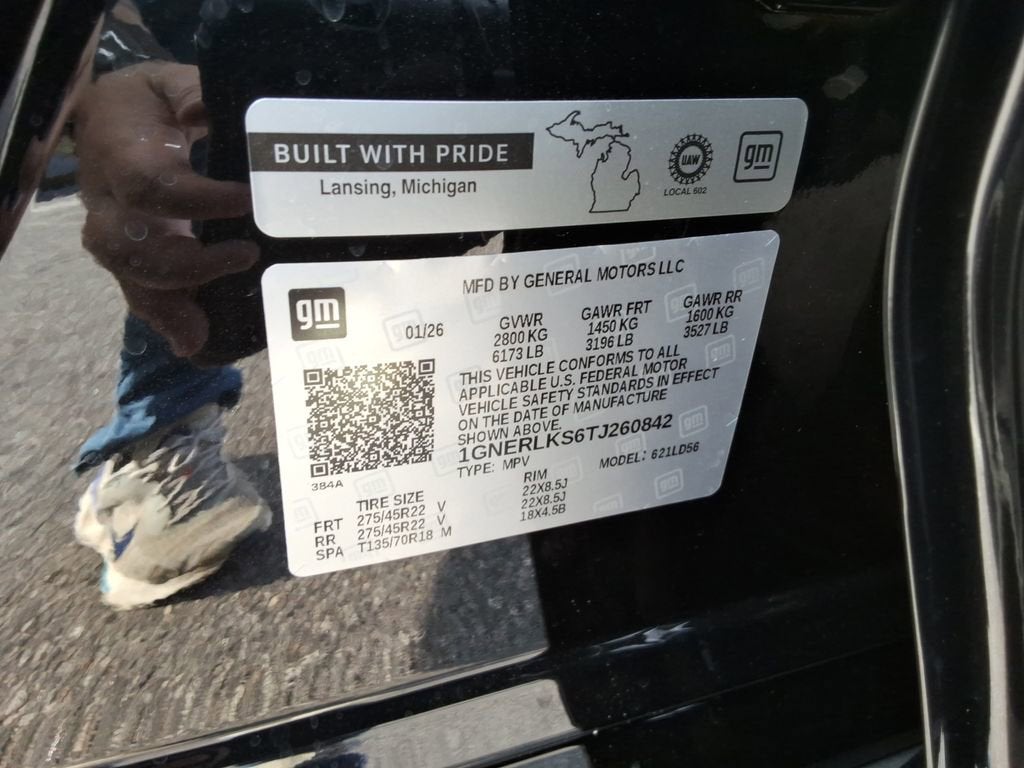 BUILT WITH PRIDE
Lansing, Michigan
UAW
LOCAL 602
gm
MFD BY GENERAL MOTORS LLC
gm
01/26
GVWR
2800 KG
6173 LB
GAWR FRT
1450 KG
3196 LB
GAWR RR
1600 KG
3527 LB
THIS VEHICLE CONFORMS TO ALL
APPLICABLE U.S. FEDERAL MOTOR
VEHICLE SAFETY STANDARDS IN EFFECT
ON THE DATE OF MANUFACTURE
SHOWN ABOVE.
1GNERLKS6TJ260842
TYPE: MPV MODEL: 621LD56
3B4A
TIRE SIZE RIM
FRT 275/45R22 V 22X8.5J
RR 275/45R22 V 22X8.5J
SPA T135/70R18 M 18X4.5B